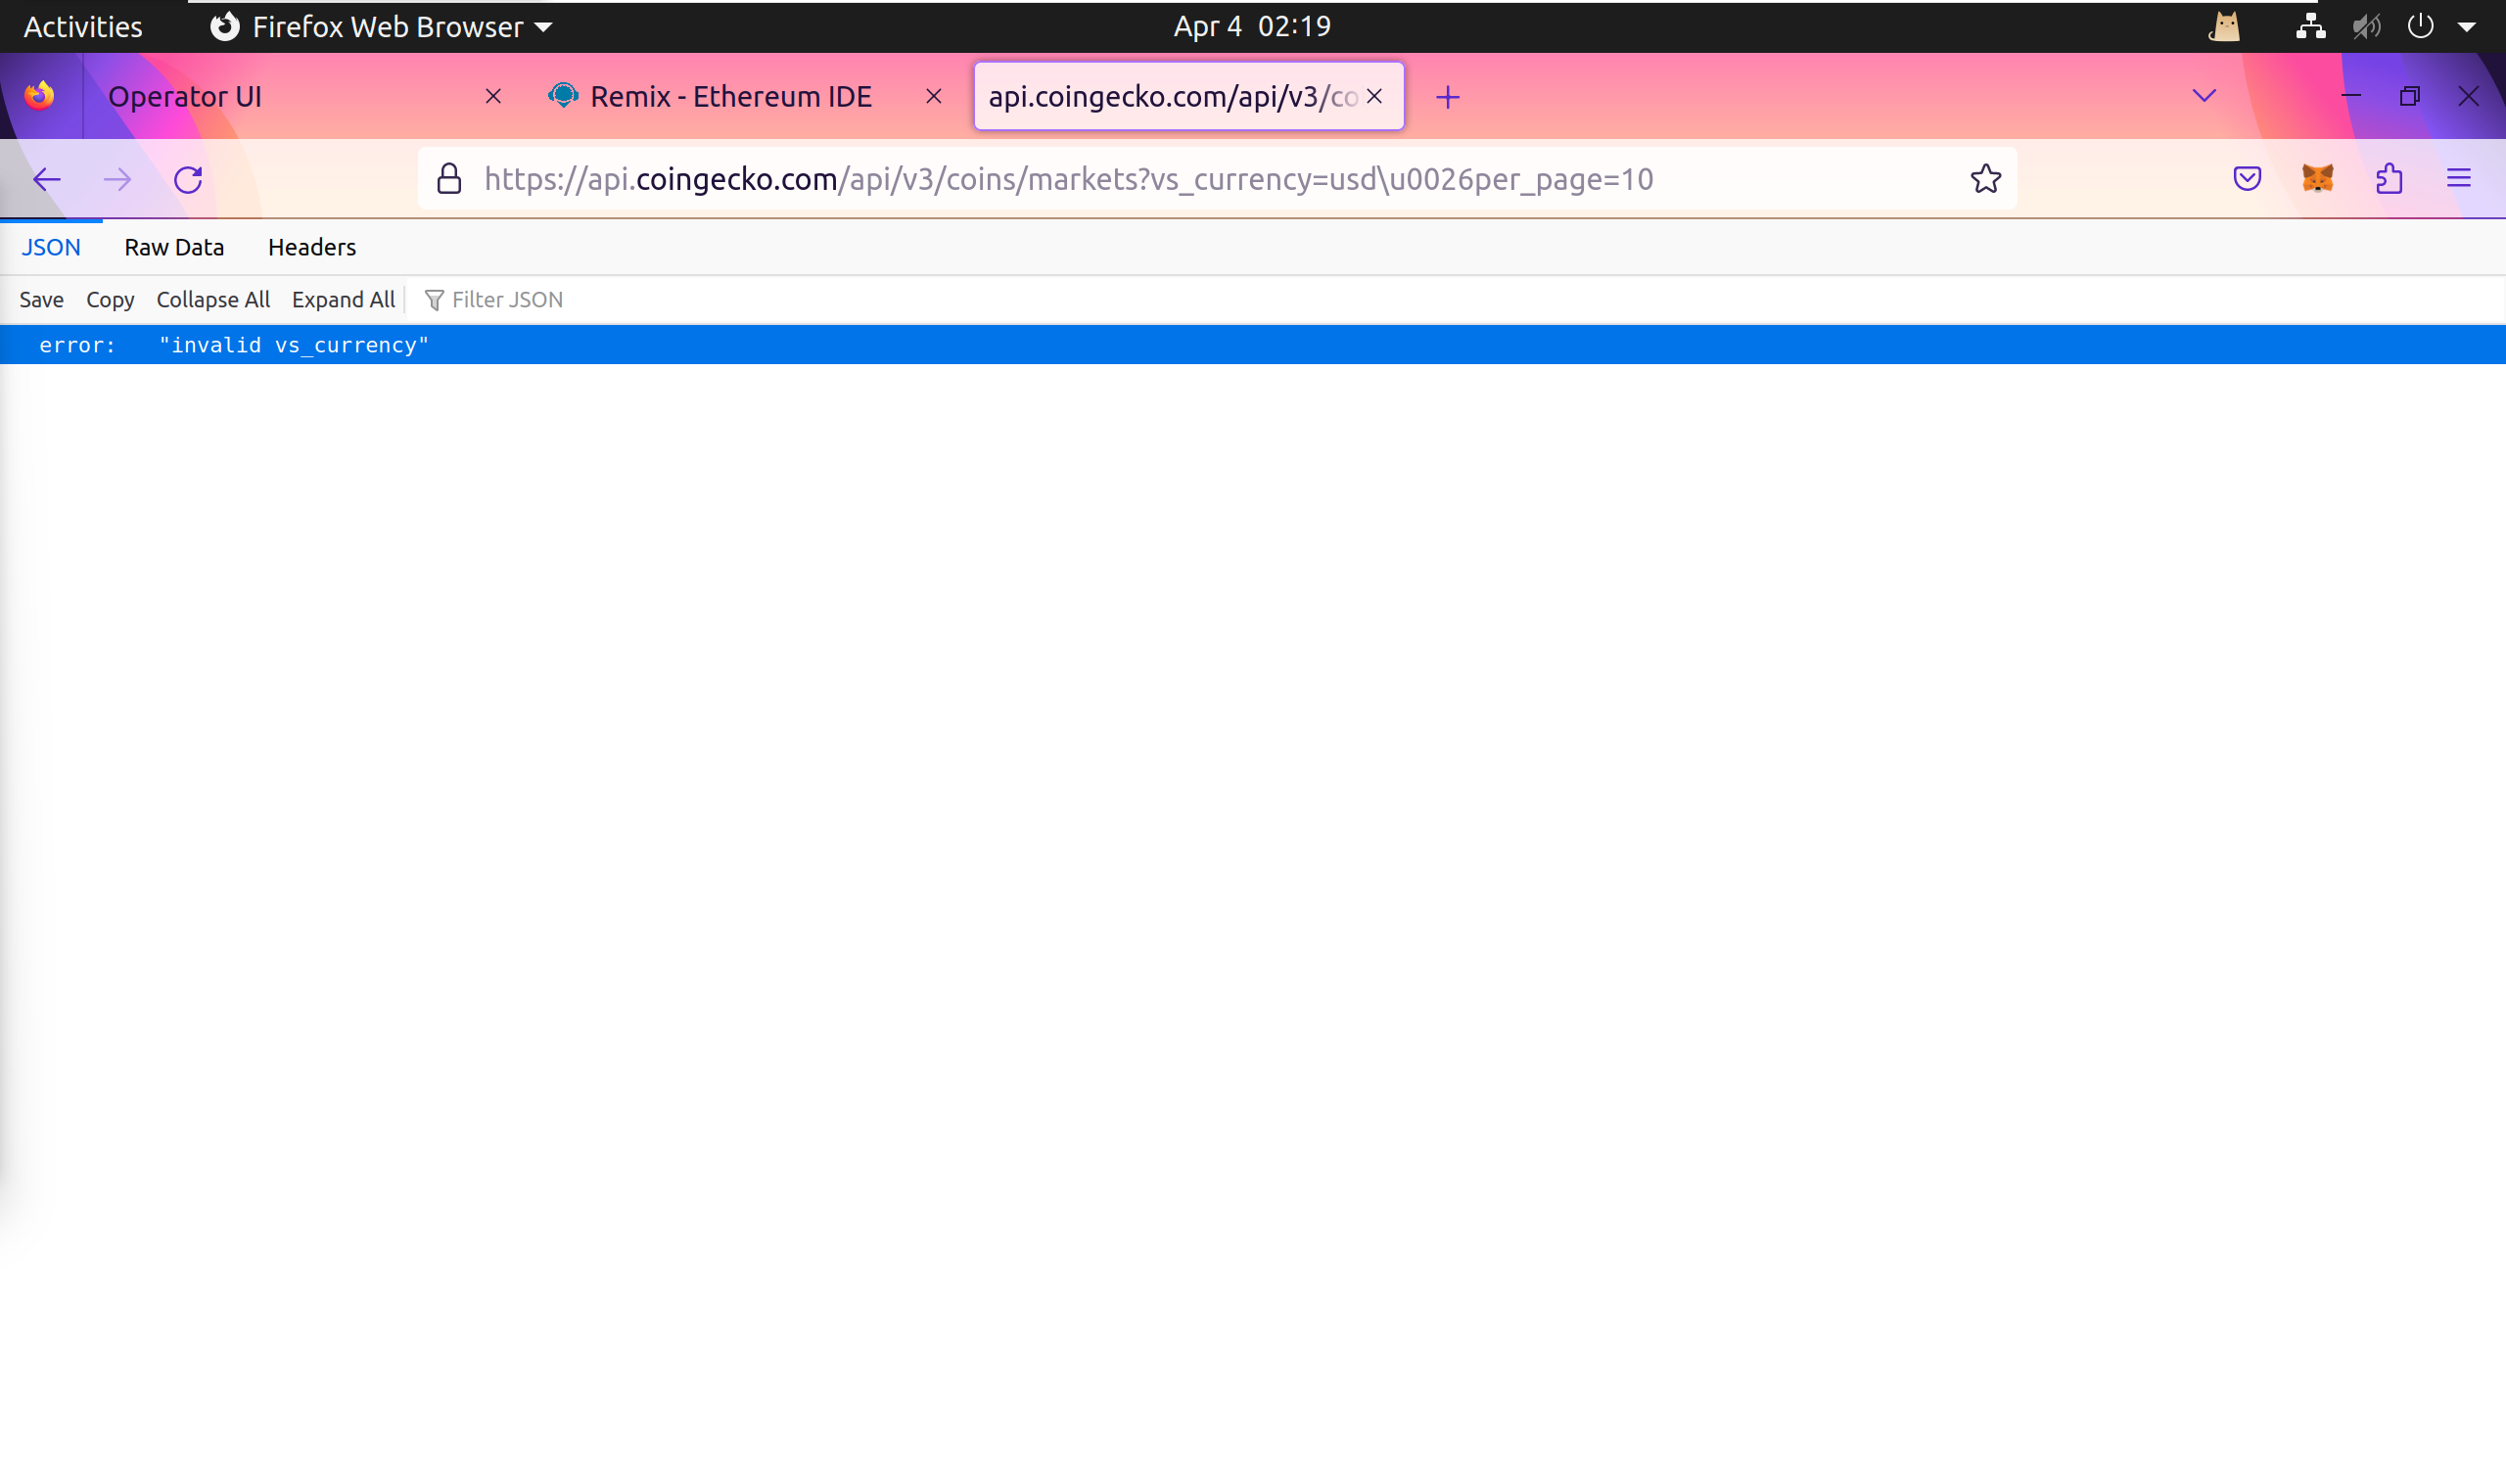 Activities Firefox Web Browser Apr 4 02:19
Operator UI Remix - Ethereum IDE api.coingecko.com/api/v3/co
https://api.coingecko.com/api/v3/coins/markets?vs_currency=usd\u0026per_page=10
JSON Raw Data Headers
Save Copy Collapse All Expand All Filter JSON
error: "invalid vs_currency"